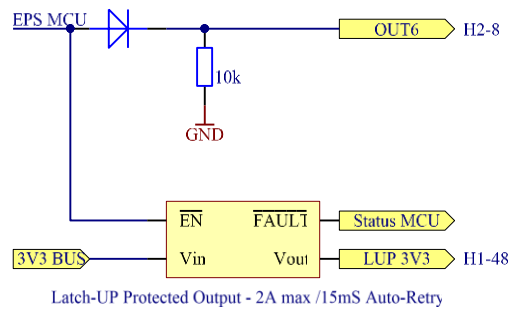 EPS MCU
OUT6 H2-8
10k
GND
EN FAULT Status MCU
3V3 BUS Vin Vout LUP 3V3 H1-48
Latch-UP Protected Output - 2A max /15mS Auto-Retry